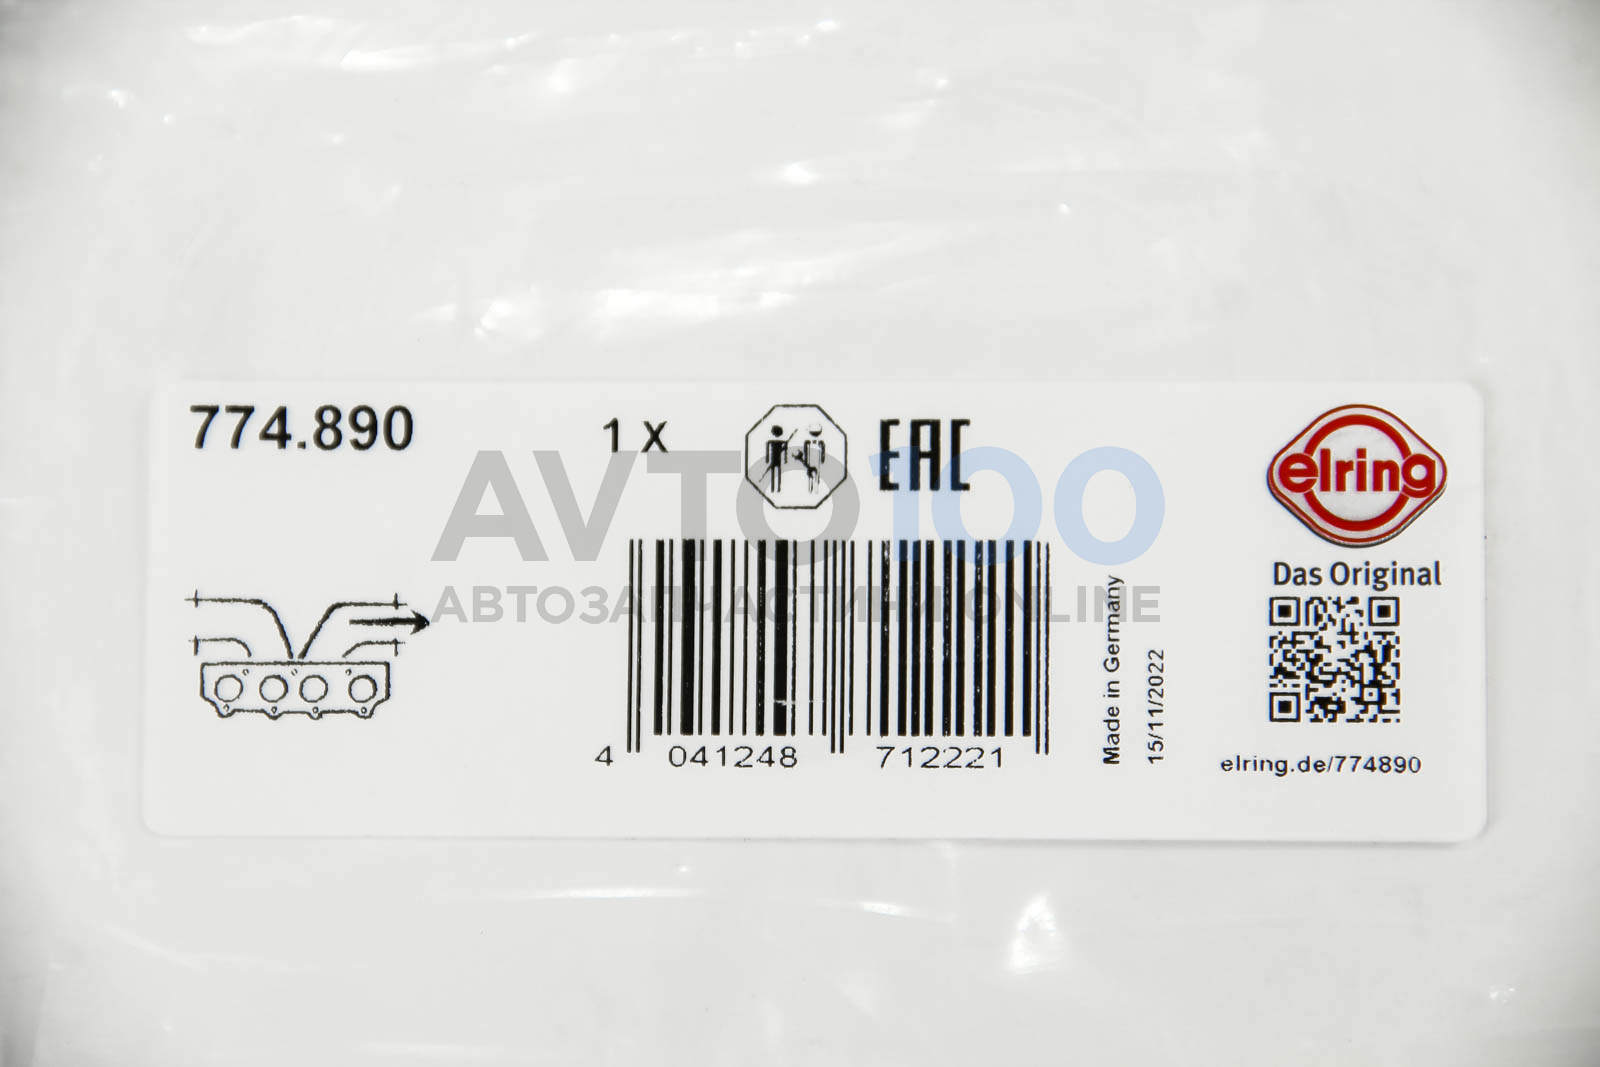 774.890
1 X
EAC
elring
Das Original
AVTO100
АВТОЗАПЧАСТИНИ ONLINE
4 041248 712221
Made in Germany
15/11/2022
elring.de/774890